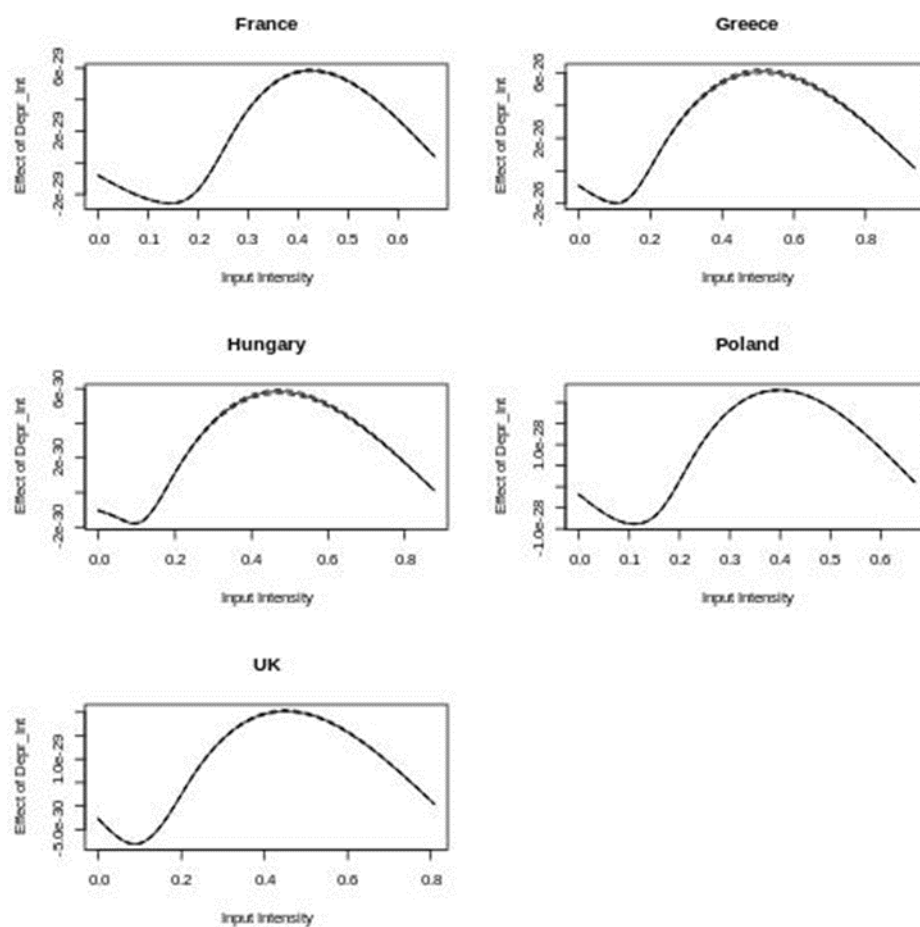 France
Effect of Depr_Int
-2e-29 2e-29 6e-29
0.0 0.1 0.2 0.3 0.4 0.5 0.6
Input Intensity
Greece
Effect of Depr_Int
-2e-26 2e-26 6e-26
0.0 0.2 0.4 0.6 0.8
Input Intensity
Hungary
Effect of Depr_Int
-2e-30 2e-30 6e-30
0.0 0.2 0.4 0.6 0.8
Input Intensity
Poland
Effect of Depr_Int
-1.0e-28 1.0e-28
0.0 0.1 0.2 0.3 0.4 0.5 0.6
Input Intensity
UK
Effect of Depr_Int
-5.0e-30 1.0e-29
0.0 0.2 0.4 0.6 0.8
Input Intensity